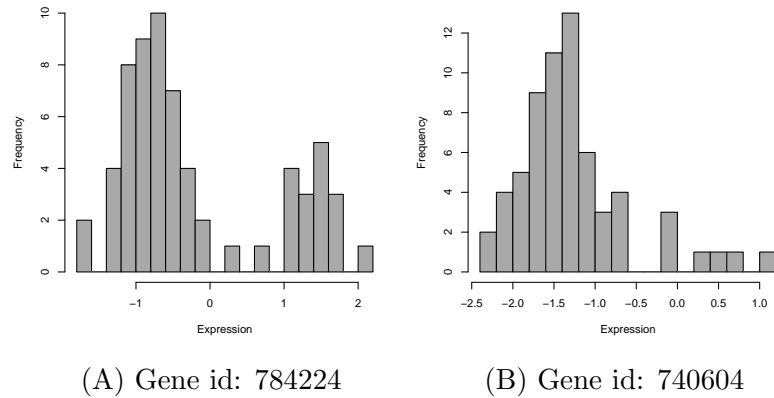 10
8
6
4
2
0
Frequency
−1 0 1 2
Expression
12
10
8
6
4
2
0
Frequency
−2.5 −2.0 −1.5 −1.0 −0.5 0.0 0.5 1.0
Expression
(A) Gene id: 784224
(B) Gene id: 740604